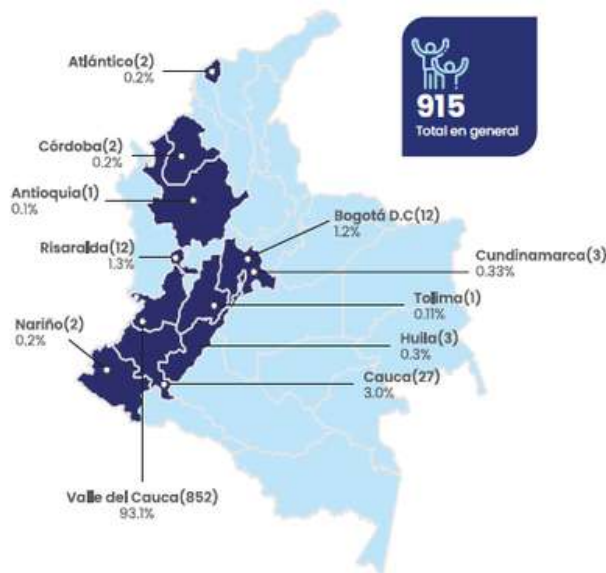 Atlántico(2)
0.2%
915
Total en general
Córdoba(2)
0.2%
Antioquia(1)
0.1%
Bogotá D.C(12)
1.2%
Risaralda(12)
1.3%
Cundinamarca(3)
0.33%
Tolima(1)
0.11%
Nariño(2)
0.2%
Huila(3)
0.3%
Cauca(27)
3.0%
Valle del Cauca(852)
93.1%